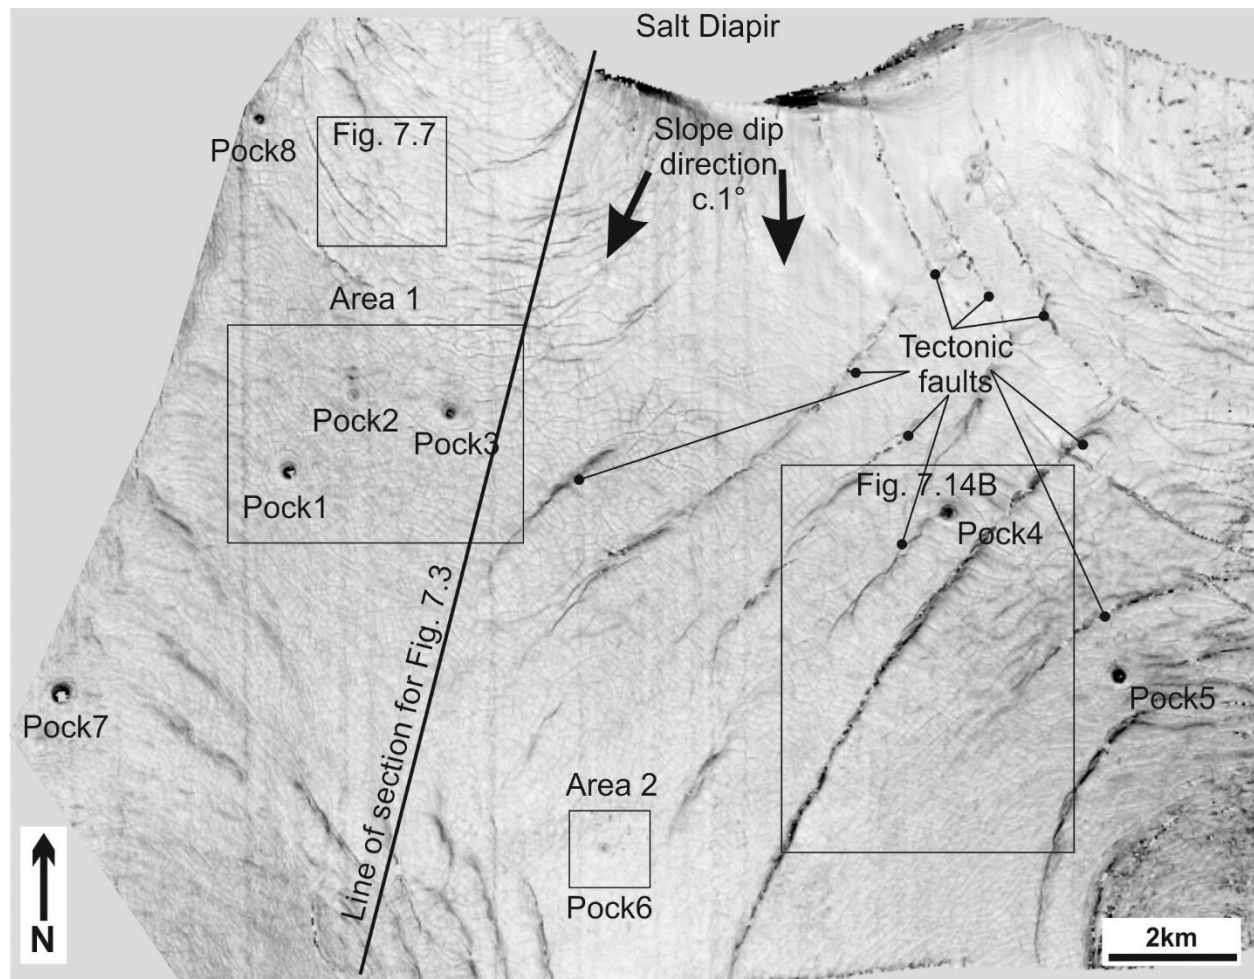 Salt Diapir
Slope dip
direction
c.1°
Pock8
Fig. 7.7
Area 1
Tectonic
faults
Pock2
Pock3
Pock1
Fig. 7.14B
Pock4
Line of section for Fig. 7.3
Pock7
Pock5
Area 2
Pock6
N
2km